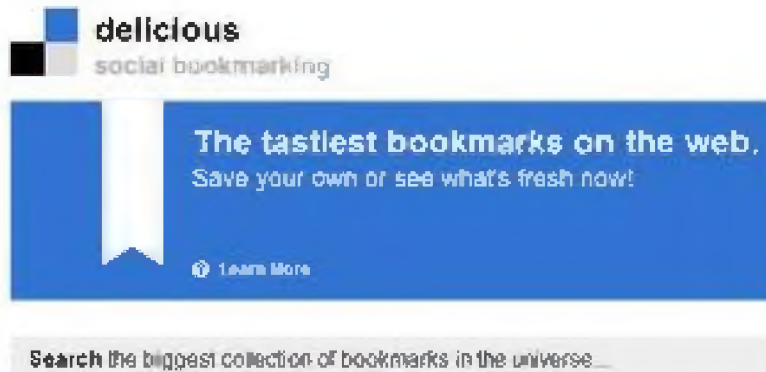 delicious
social bookmarking
The tastiest bookmarks on the web.
Save your own or see what's fresh now!
Learn More
Search the biggest collection of bookmarks in the universe...